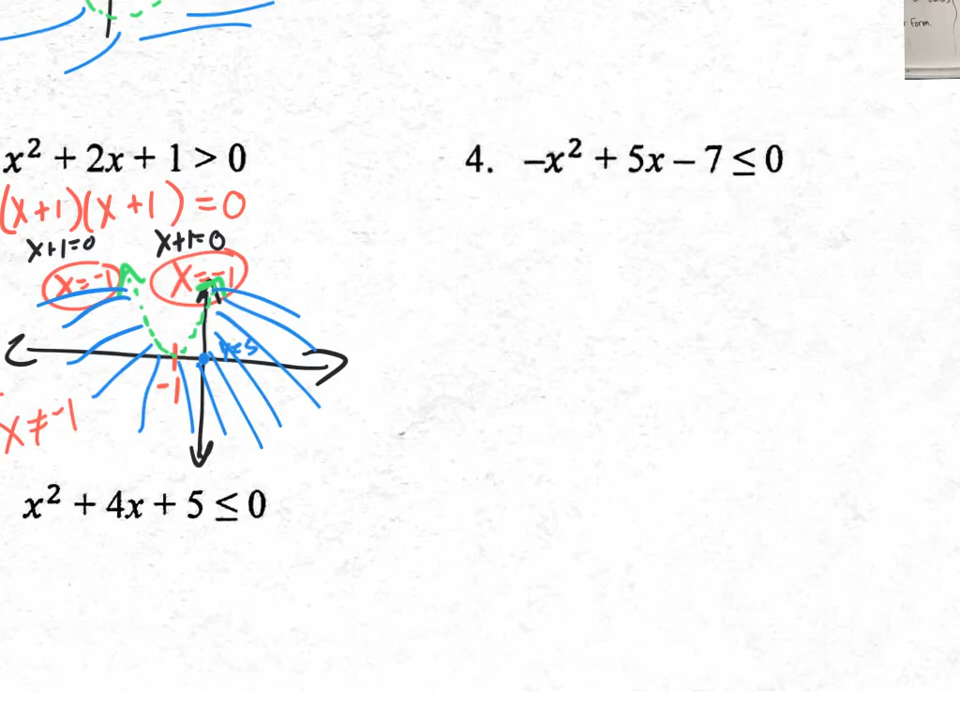 Form.
x² + 2x + 1 > 0
4. –x² + 5x – 7 ≤ 0
(x+1)(x+1) = 0
x+1=0 x+1=0
x=-1 x=-1
-1
x ≠ -1
x² + 4x + 5 ≤ 0